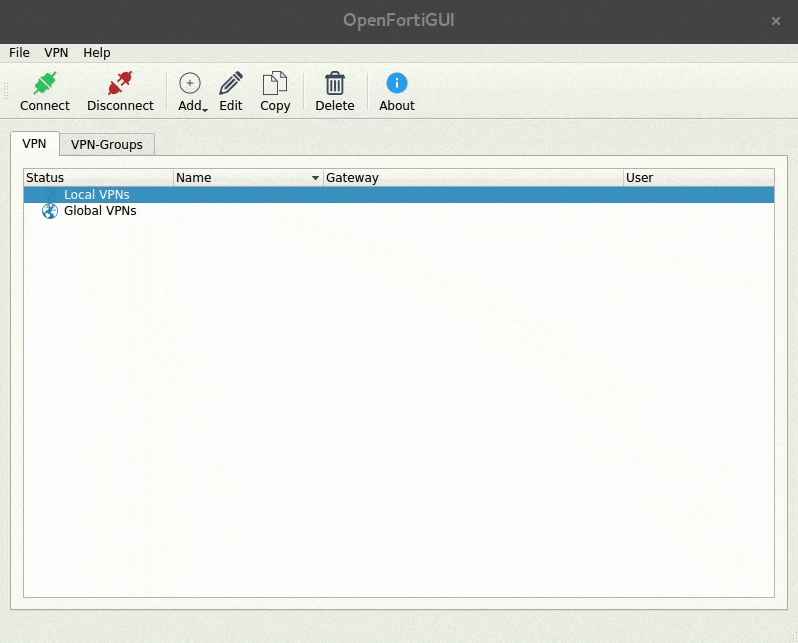 OpenFortiGUI
File VPN Help
Connect Disconnect Add Edit Copy Delete About
VPN VPN-Groups
Status Name Gateway User
Local VPNs
Global VPNs